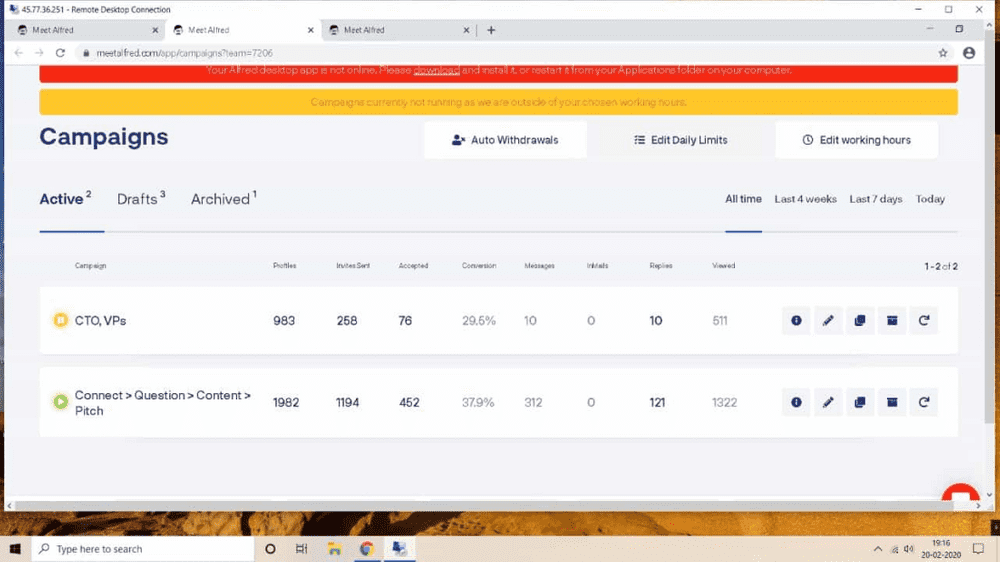 45.77.36.251 - Remote Desktop Connection
Meet Alfred
Meet Alfred
Meet Alfred
meetalfred.com/app/campaigns?team=7206
Your Alfred desktop app is not online. Please download and install it, or restart it from your Applications folder on your computer.
Campaigns currently not running as we are outside of your chosen working hours.
Campaigns
Auto Withdrawals
Edit Daily Limits
Edit working hours
Active 2
Drafts 3
Archived 1
All time
Last 4 weeks
Last 7 days
Today
Campaign Profiles Invites Sent Accepted Conversion Messages InMails Replies Viewed 1 - 2 of 2
CTO, VPs 983 258 76 29.5% 10 0 10 511
Connect > Question > Content >
Pitch
1982 1194 452 37.9% 312 0 121 1322
Type here to search
19:16
20-02-2020